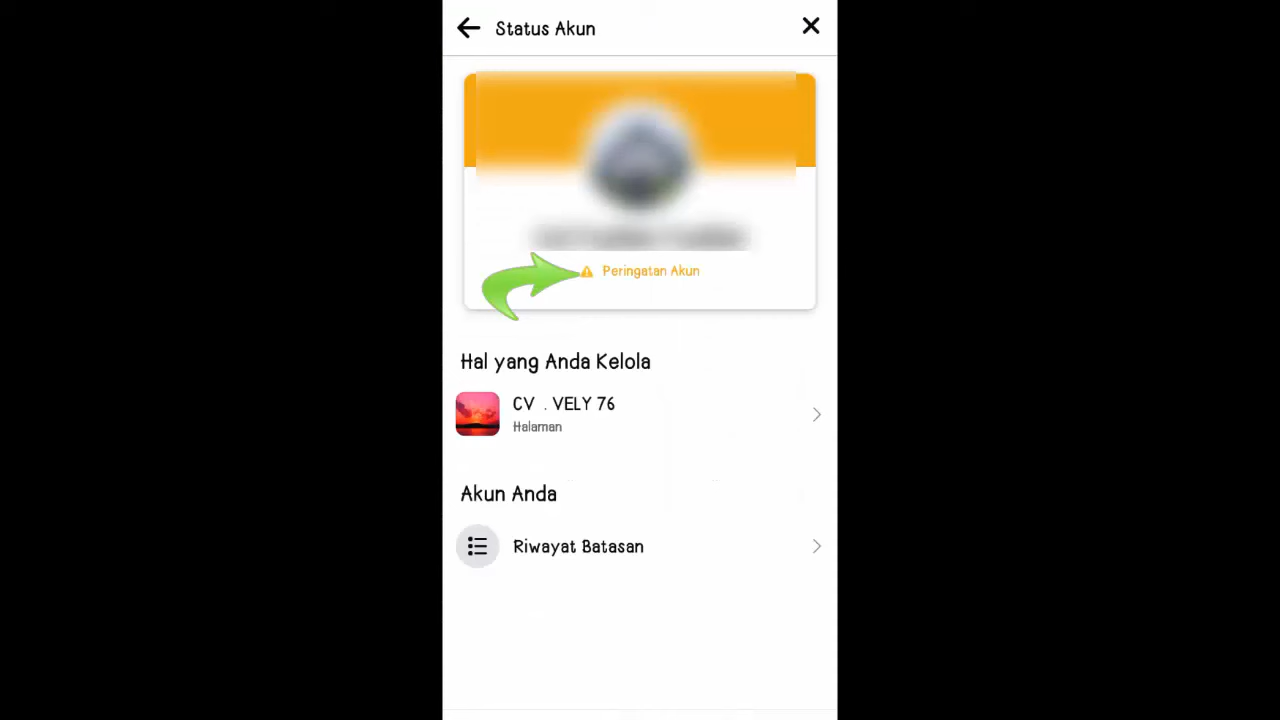 Status Akun
Peringatan Akun
Hal yang Anda Kelola
CV . VELY 76
Halaman
Akun Anda
Riwayat Batasan